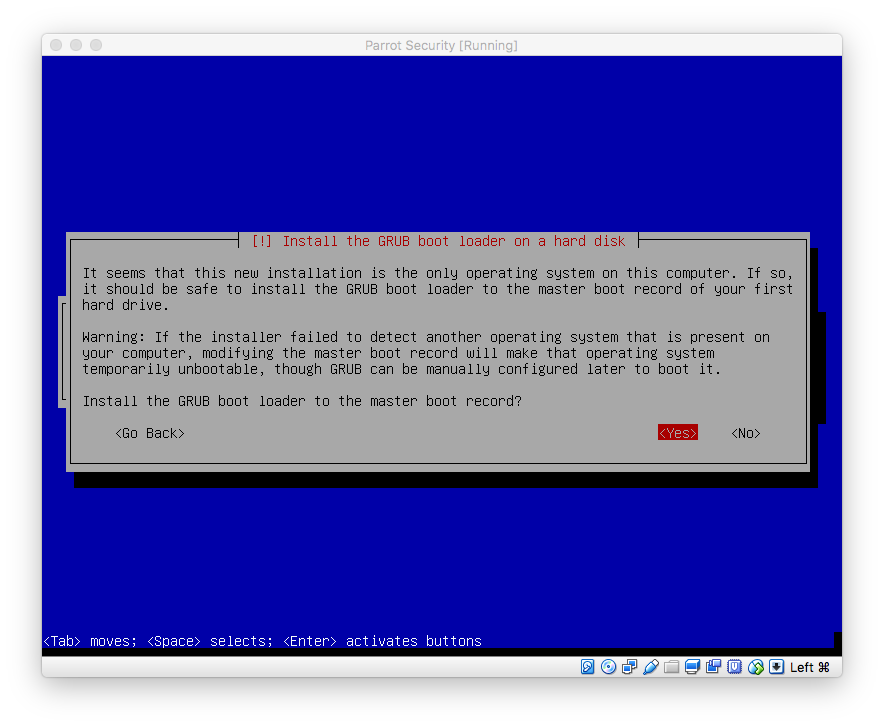 Parrot Security [Running]
[!] Install the GRUB boot loader on a hard disk
It seems that this new installation is the only operating system on this computer. If so,
it should be safe to install the GRUB boot loader to the master boot record of your first
hard drive.
Warning: If the installer failed to detect another operating system that is present on
your computer, modifying the master boot record will make that operating system
temporarily unbootable, though GRUB can be manually configured later to boot it.
Install the GRUB boot loader to the master boot record?
<Go Back> <Yes> <No>
<Tab> moves; <Space> selects; <Enter> activates buttons
Left ⌘